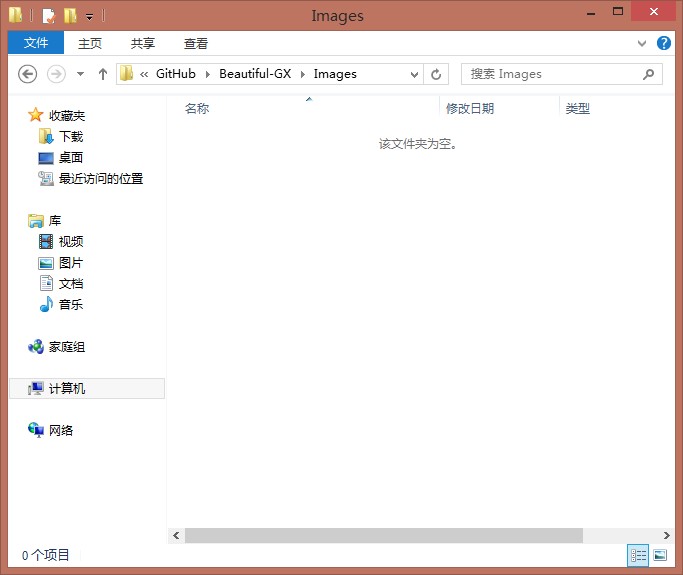 Images
文件 主页 共享 查看
« GitHub Beautiful-GX Images 搜索 Images
名称 修改日期 类型
该文件夹为空。
收藏夹
下载
桌面
最近访问的位置
库
视频
图片
文档
音乐
家庭组
计算机
网络
0 个项目